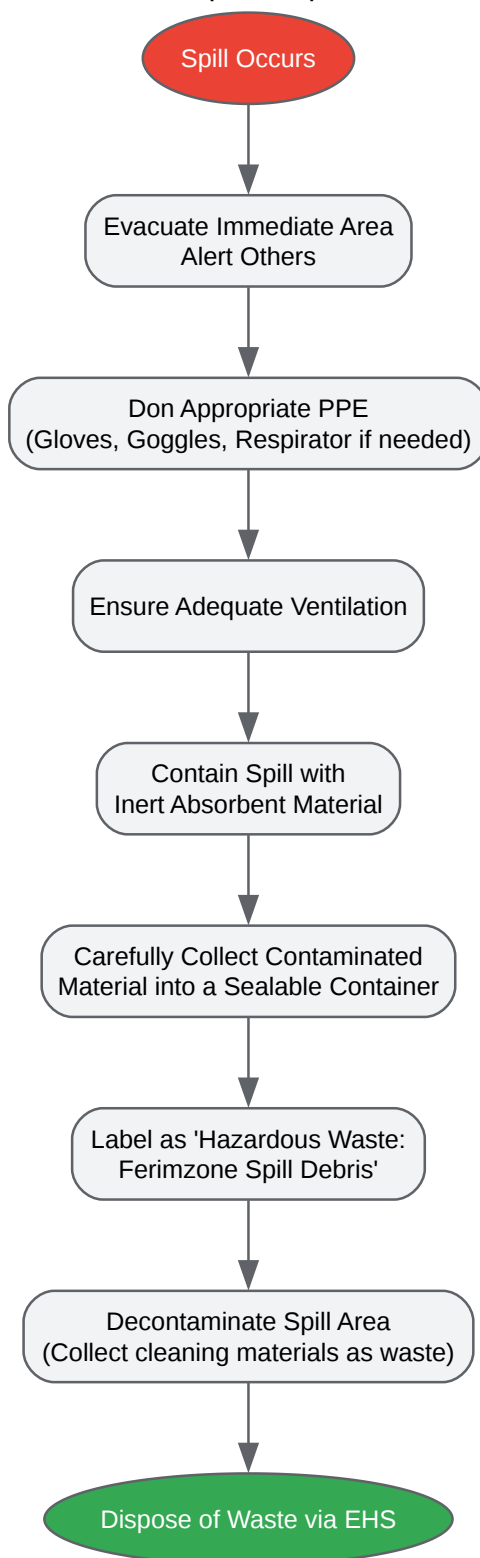 Spill Occurs
Evacuate Immediate Area
Alert Others
Don Appropriate PPE
(Gloves, Goggles, Respirator if needed)
Ensure Adequate Ventilation
Contain Spill with
Inert Absorbent Material
Carefully Collect Contaminated
Material into a Sealable Container
Label as 'Hazardous Waste:
Ferimzone Spill Debris'
Decontaminate Spill Area
(Collect cleaning materials as waste)
Dispose of Waste via EHS